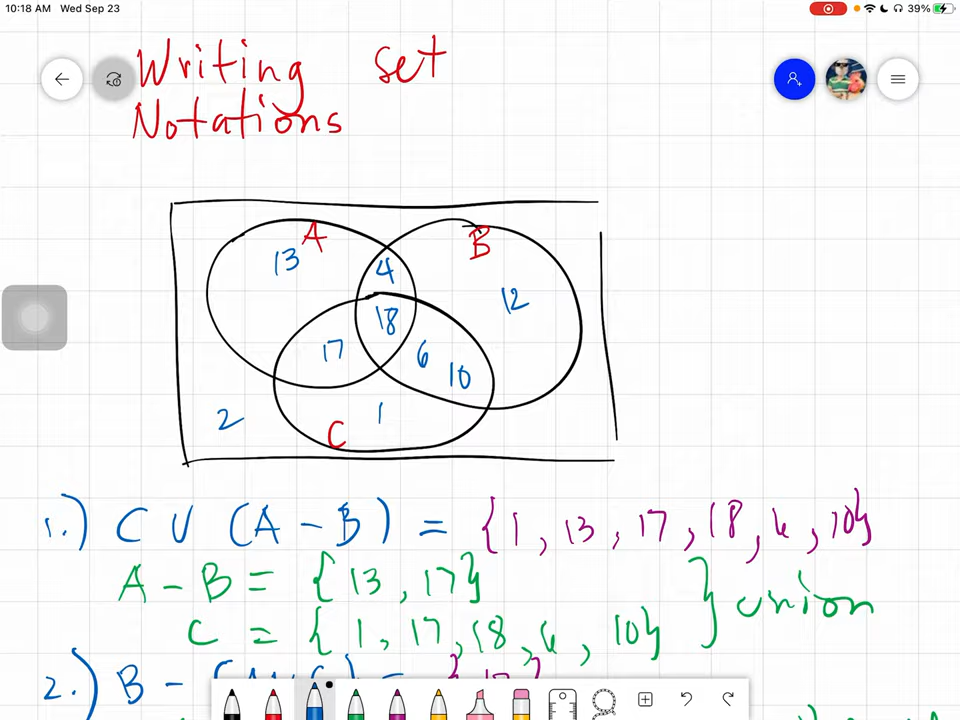 10:18 AM Wed Sep 23
39%
Writing set
Notations
A
B
13
4
12
18
17
6
10
2
1
C
1.) C U (A - B) = {1, 13, 17, 18, 6, 10}
A - B = {13, 17}
C = {1, 17, 18, 6, 10}
} union
2.) B -